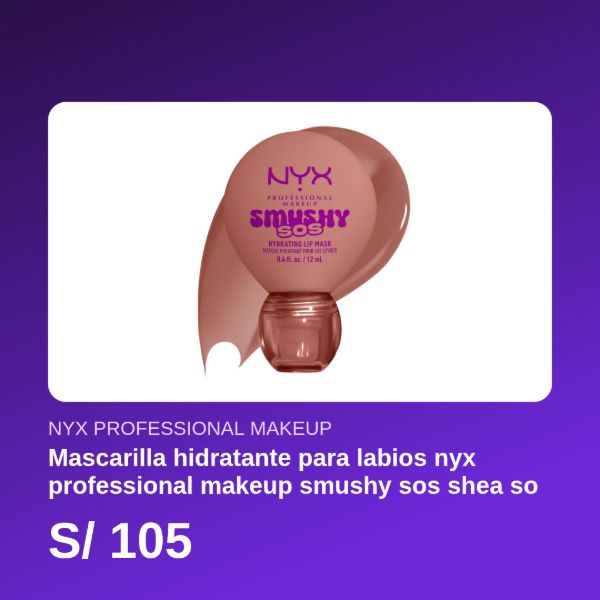 NYX
PROFESSIONAL
MAKEUP
SMUSHY
SOS
HYDRATING LIP MASK
MASQUE HYDRATANT POUR LES LÈVRES
0.4 fl. oz. / 12 mL
NYX PROFESSIONAL MAKEUP
Mascarilla hidratante para labios nyx
professional makeup smushy sos shea so
S/ 105